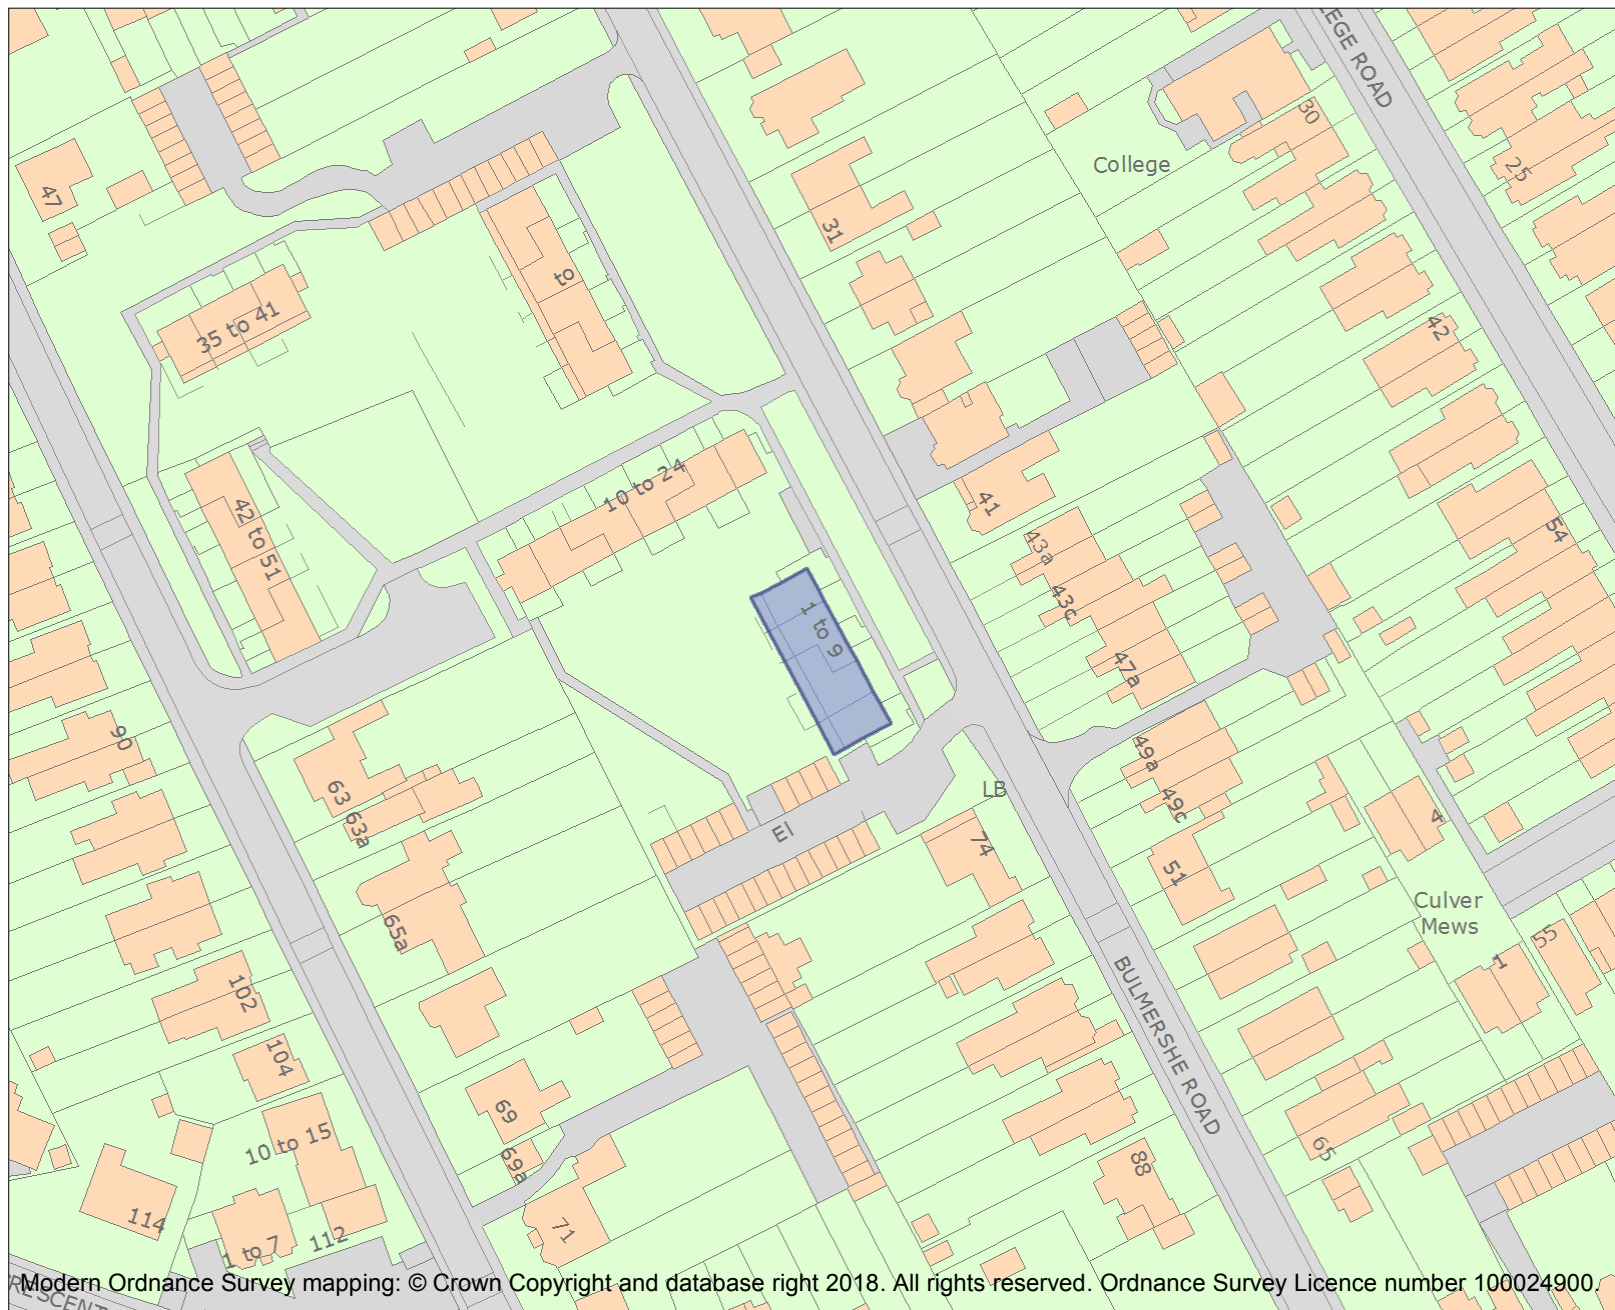 LEGE ROAD
30
College
25
47
31
to
35 to 41
42
10 to 24
41
42 to 51
43a
54
43c
1 to 9
47a
90
49a
63
LB
49c
63a
El
74
4
51
65a
Culver
Mews
55
1
102
BULMERSHE ROAD
104
69
10 to 15
65
69a
88
114
71
112
1 to 7
RESCENT
Modern Ordnance Survey mapping: © Crown Copyright and database right 2018. All rights reserved. Ordnance Survey Licence number 100024900.